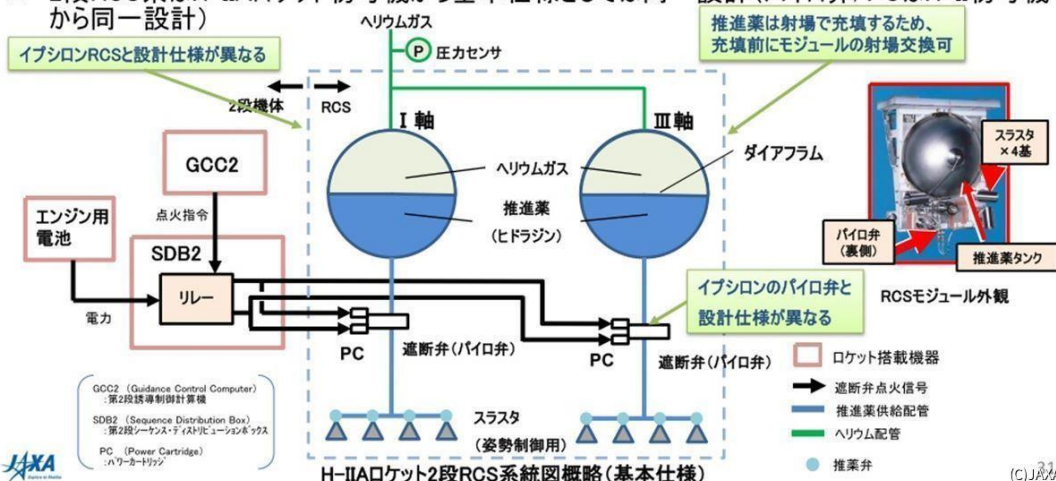 から同一設計）
イプシロンRCSと設計仕様が異なる
ヘリウムガス
P
圧力センサ
推進薬は射場で充填するため、
充填前にモジュールの射場交換可
2段機体
RCS
Ⅰ軸
Ⅲ軸
ダイアフラム
ヘリウムガス
推進薬
（ヒドラジン）
GCC2
点火指令
エンジン用
電池
SDB2
リレー
電力
PC
遮断弁（パイロ弁）
PC
遮断弁（パイロ弁）
イプシロンのパイロ弁と
設計仕様が異なる
スラスタ
×4基
パイロ弁
（裏側）
推進薬タンク
RCSモジュール外観
ロケット搭載機器
遮断弁点火信号
推進薬供給配管
ヘリウム配管
推薬弁
GCC2 （Guidance Control Computer）
：第2段誘導制御計算機
SDB2 （Sequence Distribution Box）
：第2段シーケンス・ディストリビューションボックス
PC （Power Cartridge）
：パワーカートリッジ
スラスタ
（姿勢制御用）
H-ⅡAロケット2段RCS系統図概略（基本仕様）
JAXA
31
(C)JAXA